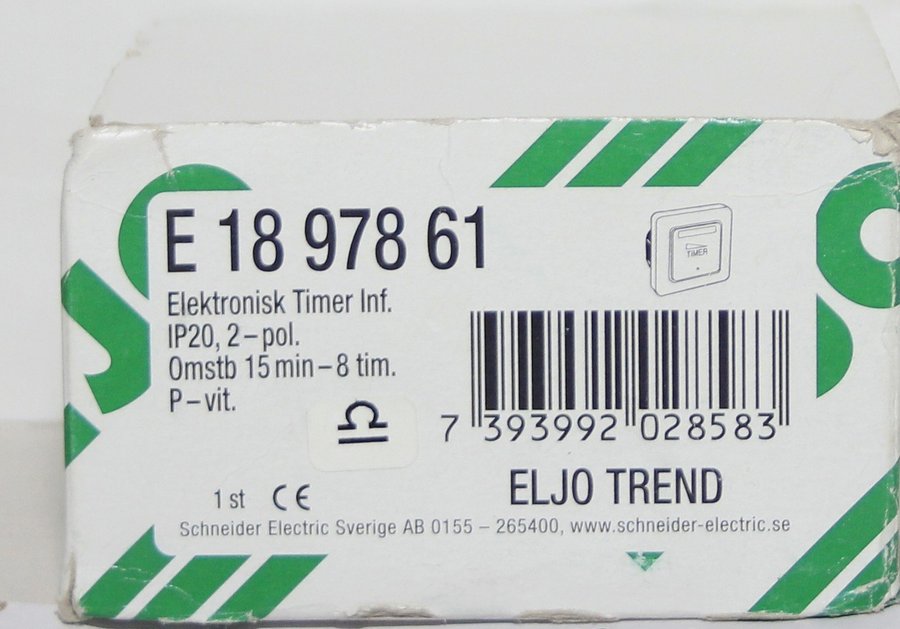 E 18 978 61
TIMER
Elektronisk Timer Inf.
IP20, 2-pol.
Omstb 15 min-8 tim.
P-vit.
7 393992 028583
ELJO TREND
1 st CE
Schneider Electric Sverige AB 0155 - 265400, www.schneider-electric.se